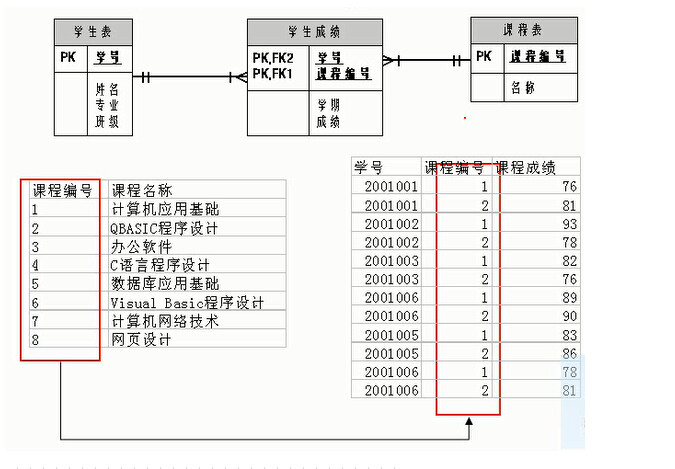 学生表
PK 学号
姓名
专业
班级
学生成绩
PK,FK2 学号
PK,FK1 课程编号
学期
成绩
课程表
PK 课程编号
名称
课程编号 课程名称
1 计算机应用基础
2 QBASIC程序设计
3 办公软件
4 C语言程序设计
5 数据库应用基础
6 Visual Basic程序设计
7 计算机网络技术
8 网页设计
学号 课程编号 课程成绩
2001001 1 76
2001001 2 81
2001002 1 93
2001002 2 78
2001003 1 82
2001003 2 76
2001006 1 89
2001006 2 90
2001005 1 83
2001005 2 86
2001006 1 78
2001006 2 81